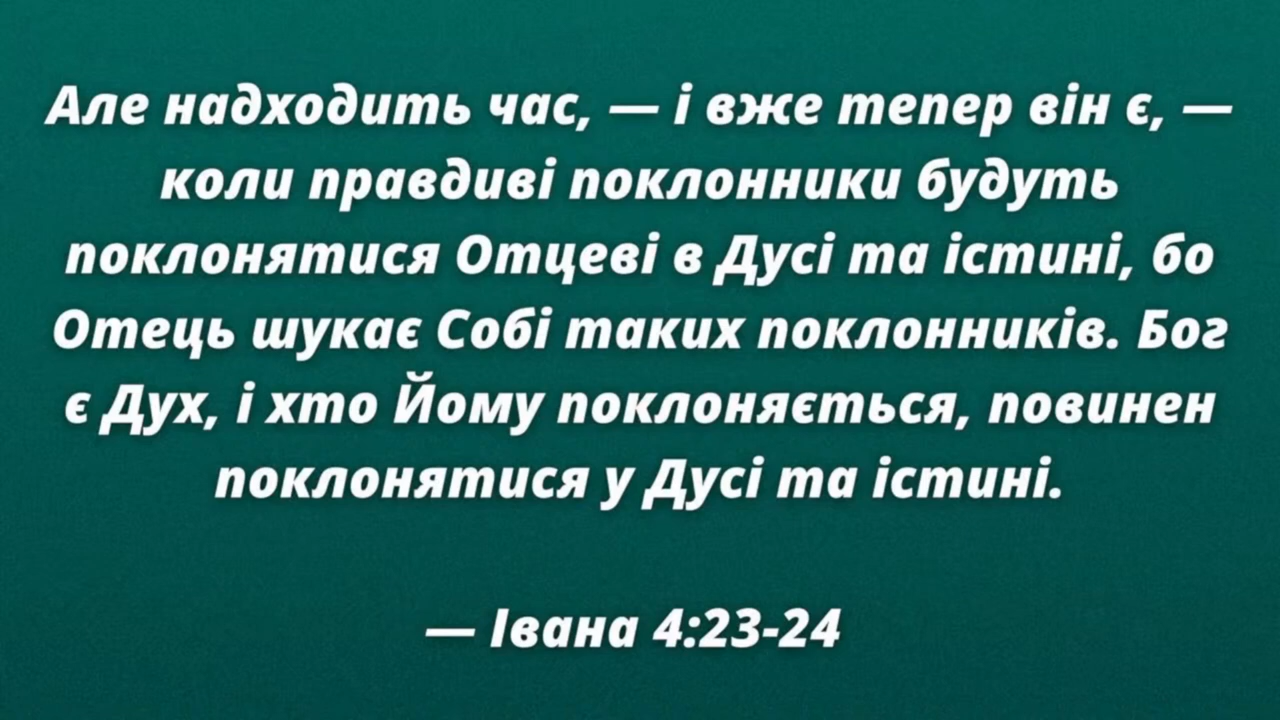 Але надходить час, — і вже тепер він є, —
коли правдиві поклонники будуть
поклонятися Отцеві в Дусі та істині, бо
Отець шукає Собі таких поклонників. Бог
є Дух, і хто Йому поклоняється, повинен
поклонятися у Дусі та істині.
— Івана 4:23-24